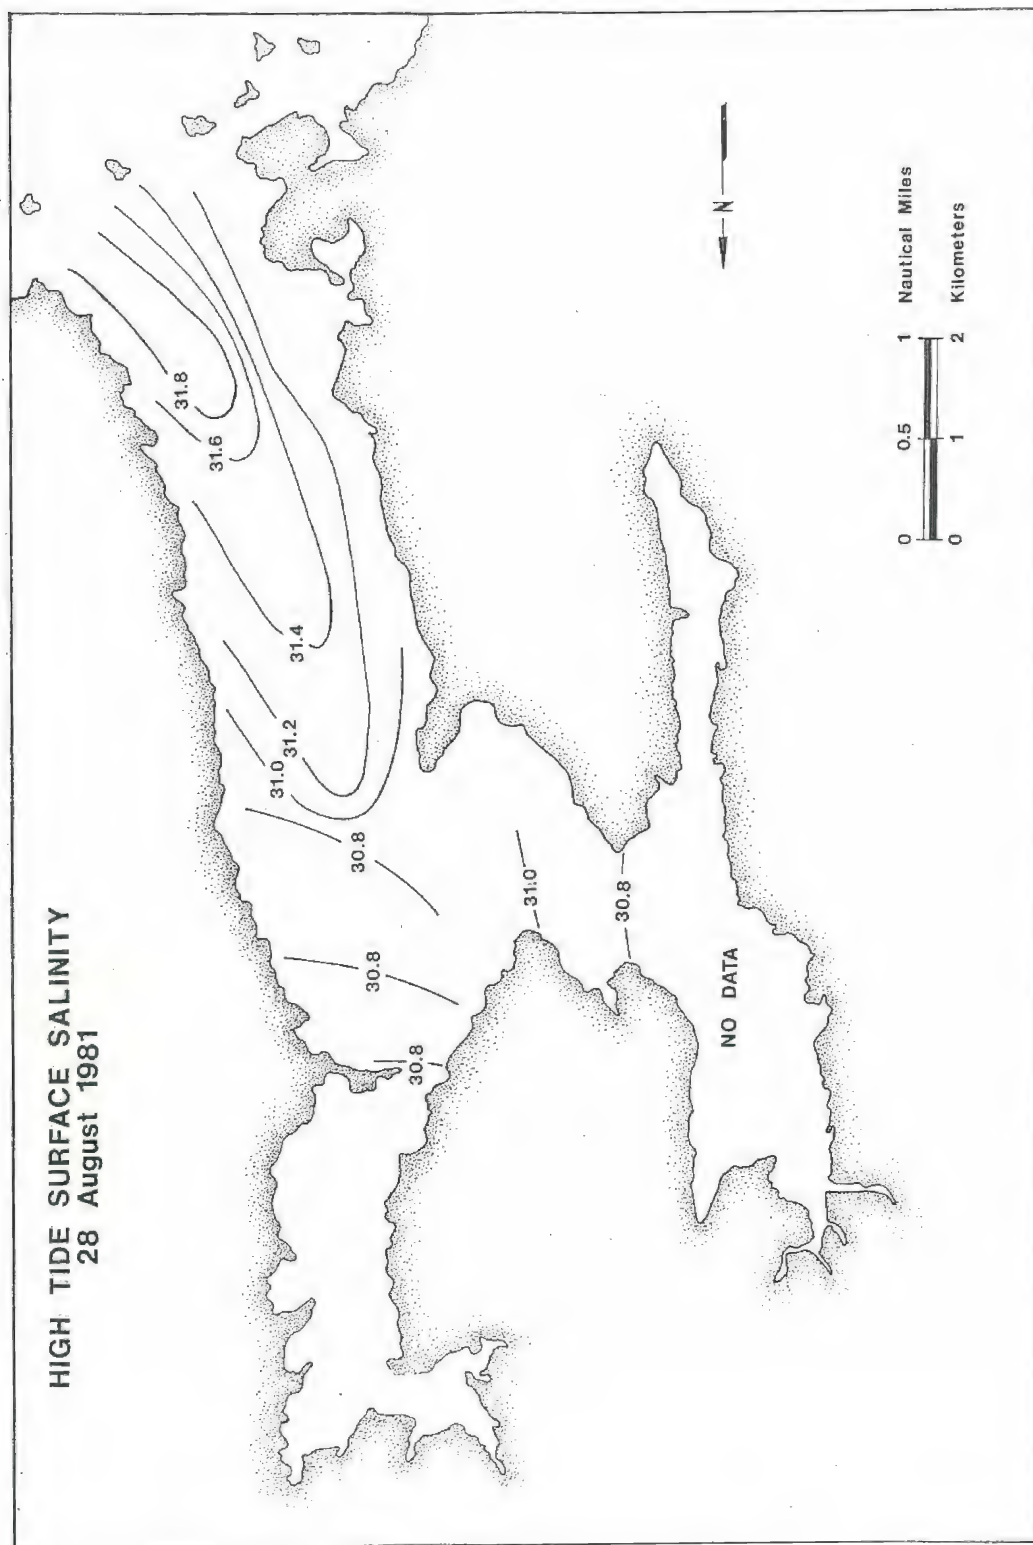 HIGH TIDE SURFACE SALINITY
28 August 1981
31.8
31.6
31.4
31.2
31.0
30.8
30.8
30.8
31.0
30.8
NO DATA
N
0 0.5 1 Nautical Miles
0 1 2 Kilometers